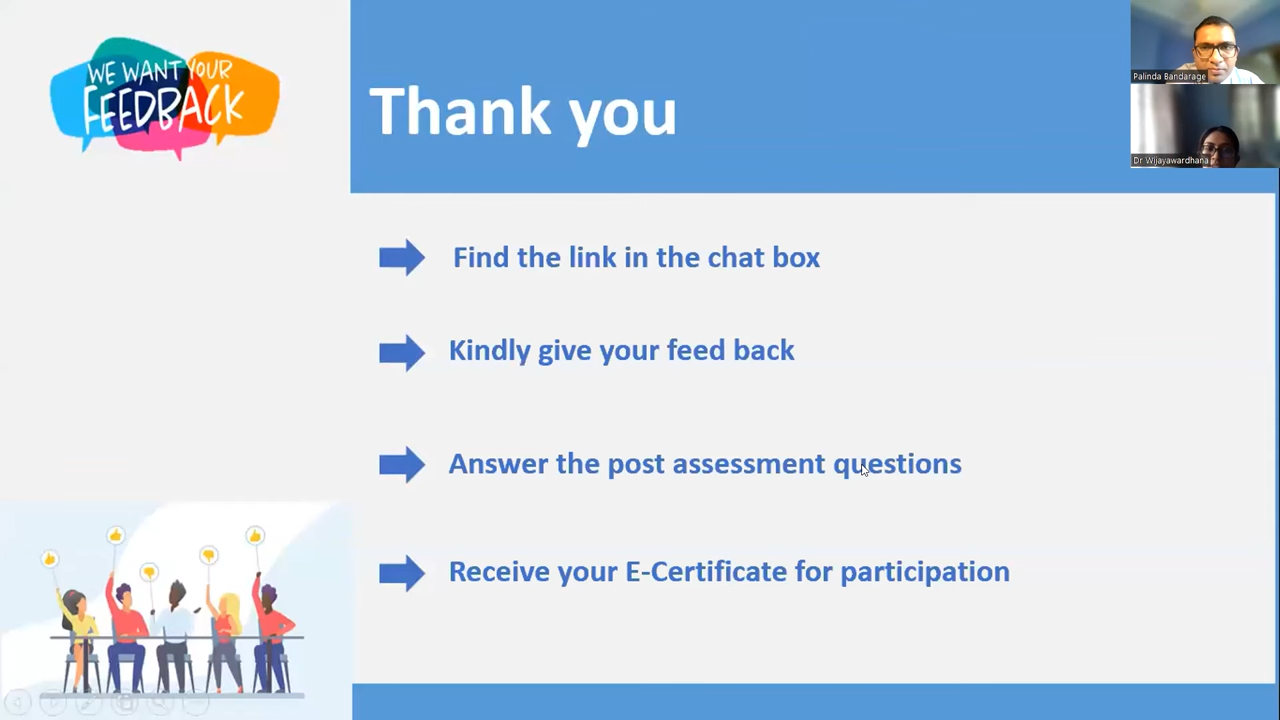 WE WANT YOUR
FEEDBACK
Thank you
Palinda Bandarage
Dr Wijayawardhana
Find the link in the chat box
Kindly give your feed back
Answer the post assessment questions
Receive your E-Certificate for participation